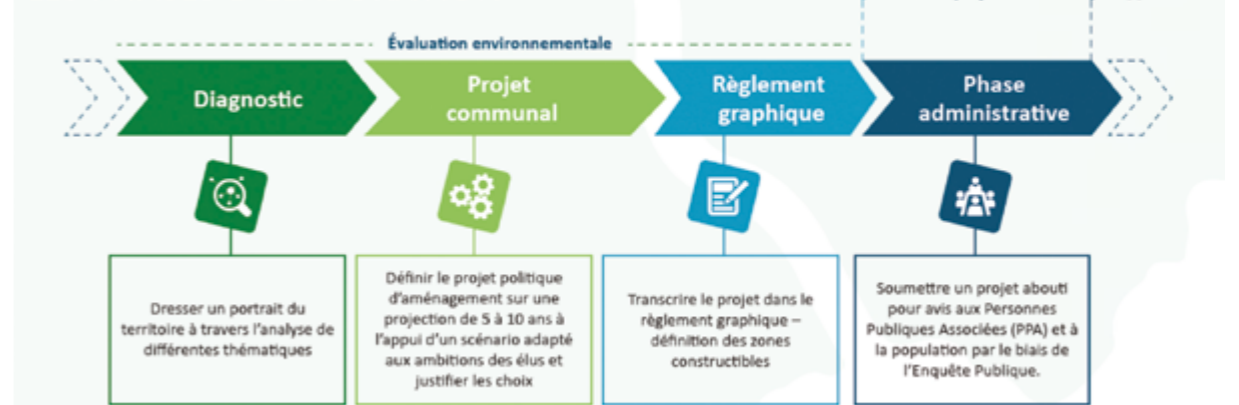 Évaluation environnementale
Diagnostic
Projet
communal
Règlement
graphique
Phase
administrative
Dresser un portrait du
territoire à travers l'analyse de
différentes thématiques
Définir le projet politique
d'aménagement sur une
projection de 5 à 10 ans à
l'appui d'un scénario adapté
aux ambitions des élus et
justifier les choix
Transcrire le projet dans le
règlement graphique –
définition des zones
constructibles
Soumettre un projet abouti
pour avis aux Personnes
Publiques Associées (PPA) et à
la population par le biais de
l'Enquête Publique.